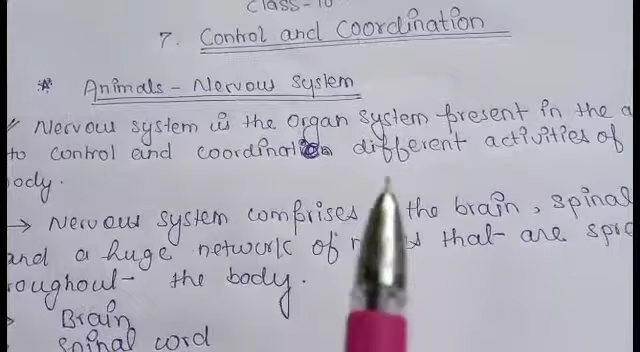 Class-10
7. Control and Coordination
* Animals - Nervous system
Nervous system is the organ system present in the
to control and coordination different activities of
body.
→ Nervous system comprises the brain, spinal
and a huge network of that are
throughout the body.
Brain
Spinal cord